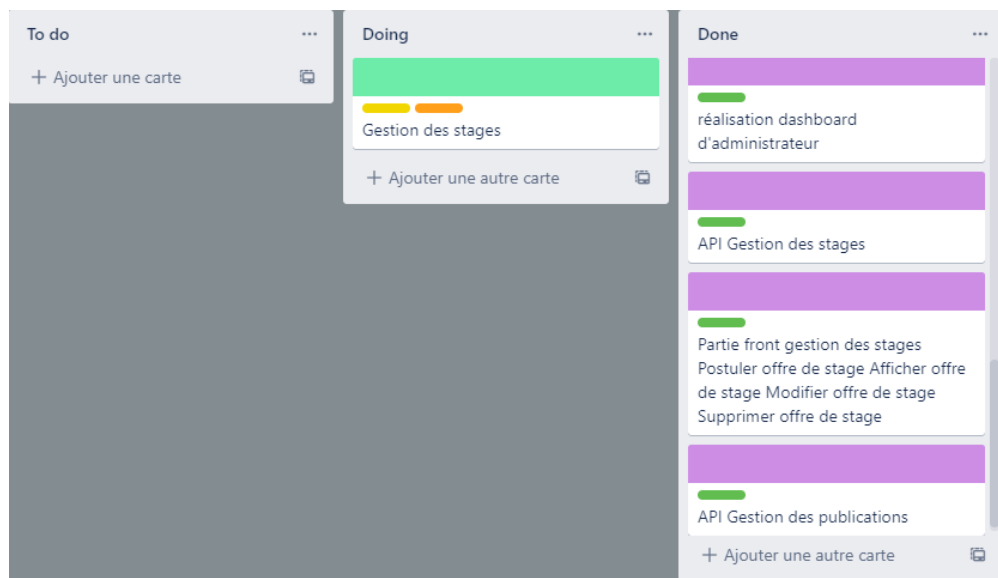 To do
Ajouter une carte
Doing
Gestion des stages
Ajouter une autre carte
Done
réalisation dashboard
d'administrateur
API Gestion des stages
Partie front gestion des stages
Postuler offre de stage Afficher offre
de stage Modifier offre de stage
Supprimer offre de stage
API Gestion des publications
Ajouter une autre carte